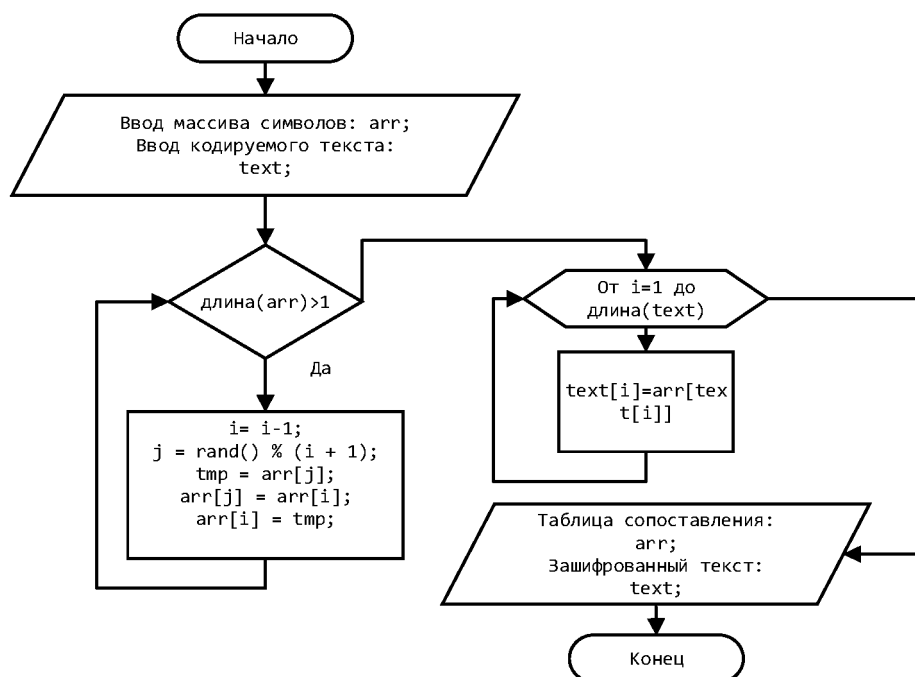 Начало
Ввод массива символов: arr;
Ввод кодируемого текста:
text;
длина(arr)>1
Да
i= i-1;
j = rand() % (i + 1);
tmp = arr[j];
arr[j] = arr[i];
arr[i] = tmp;
От i=1 до
длина(text)
text[i]=arr[tex
t[i]]
Таблица сопоставления:
arr;
Зашифрованный текст:
text;
Конец